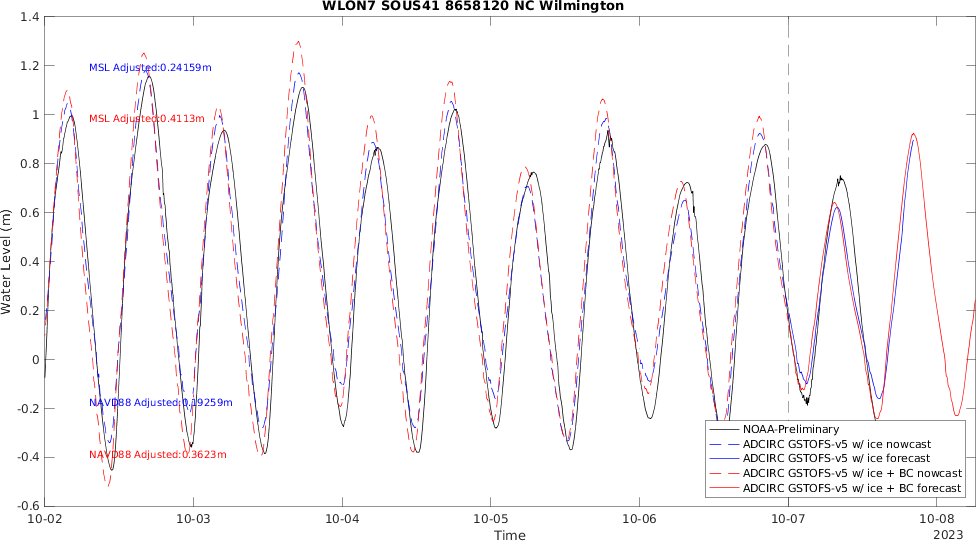 WLON7 SOUS41 8658120 NC Wilmington
1.4
1.2
1
0.8
0.6
0.4
0.2
0
-0.2
-0.4
-0.6
Water Level (m)
MSL Adjusted:0.24159m
MSL Adjusted:0.4113m
NAVD88 Adjusted:0.19259m
NAVD88 Adjusted:0.3623m
NOAA-Preliminary
ADCIRC GSTOFS-v5 w/ ice nowcast
ADCIRC GSTOFS-v5 w/ ice forecast
ADCIRC GSTOFS-v5 w/ ice + BC nowcast
ADCIRC GSTOFS-v5 w/ ice + BC forecast
10-02 10-03 10-04 10-05 10-06 10-07 10-08
Time
2023